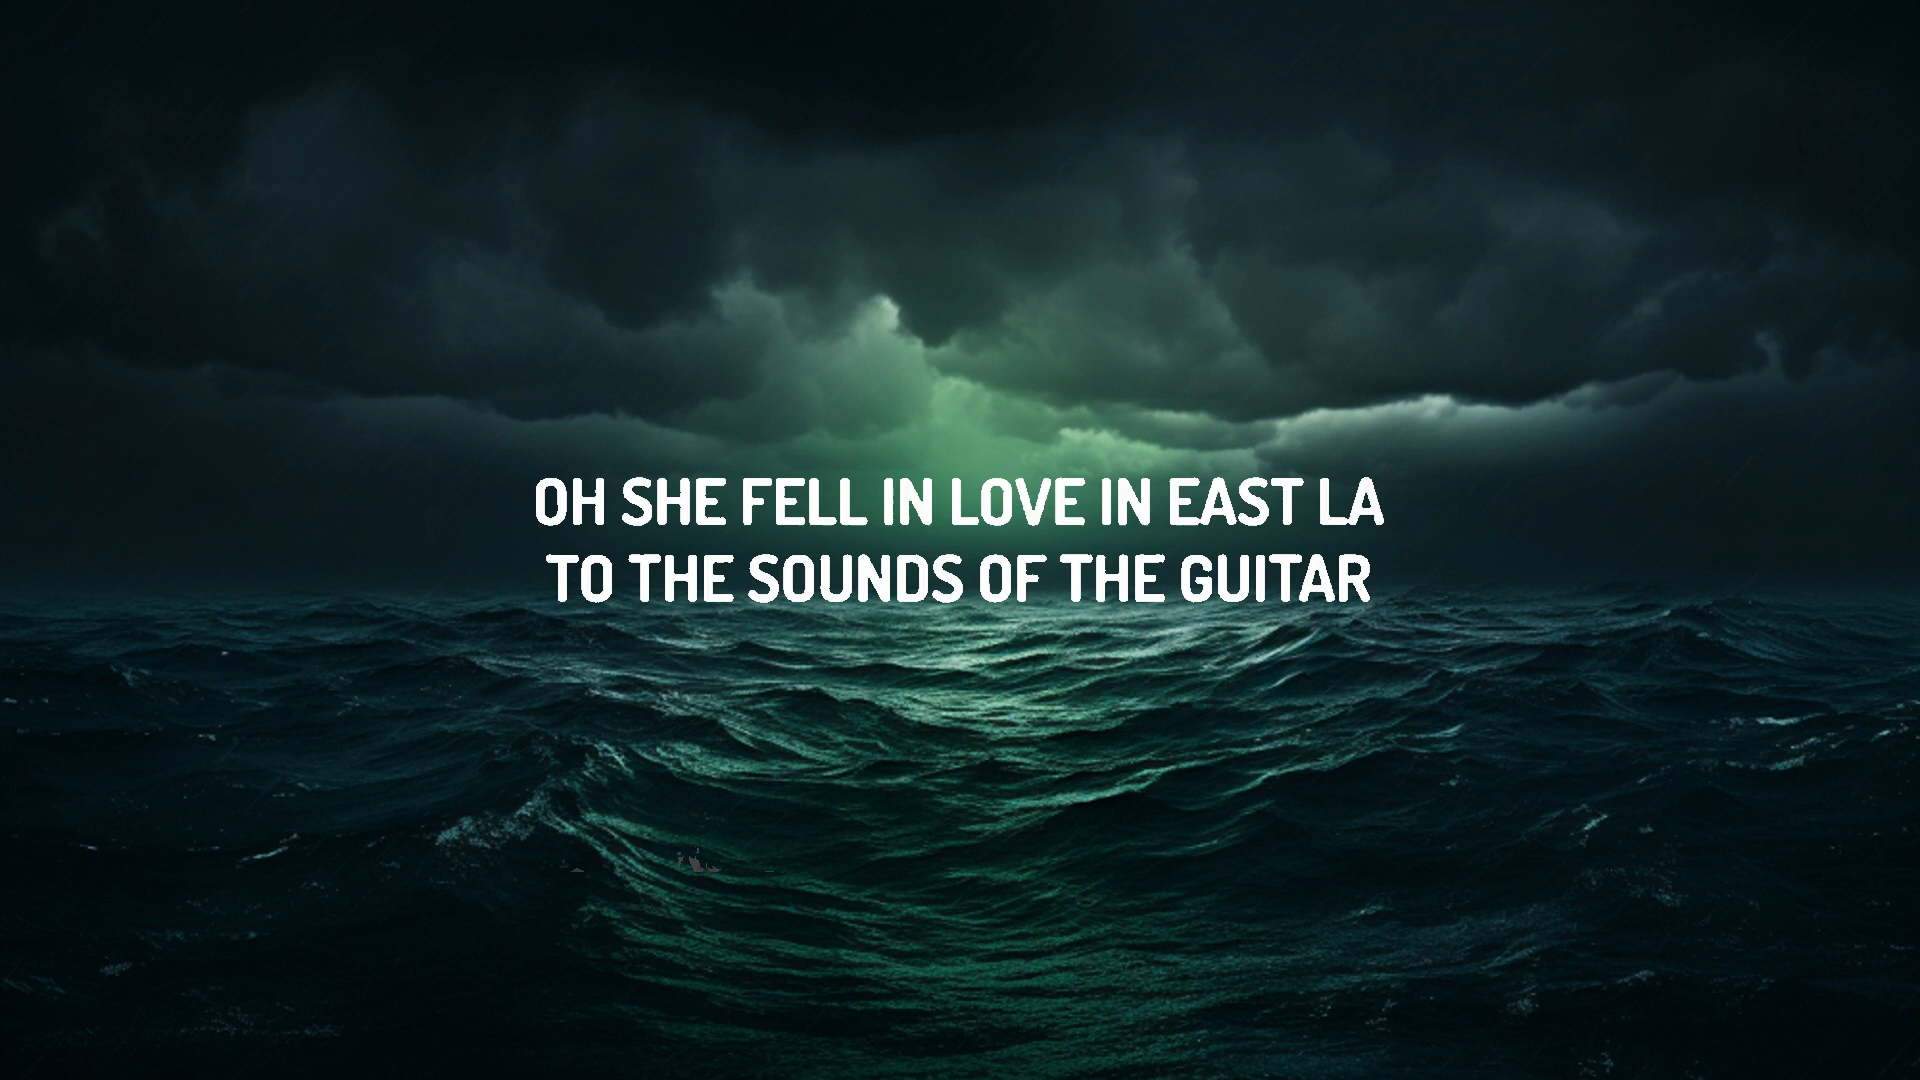 OH SHE FELL IN LOVE IN EAST LA
TO THE SOUNDS OF THE GUITAR